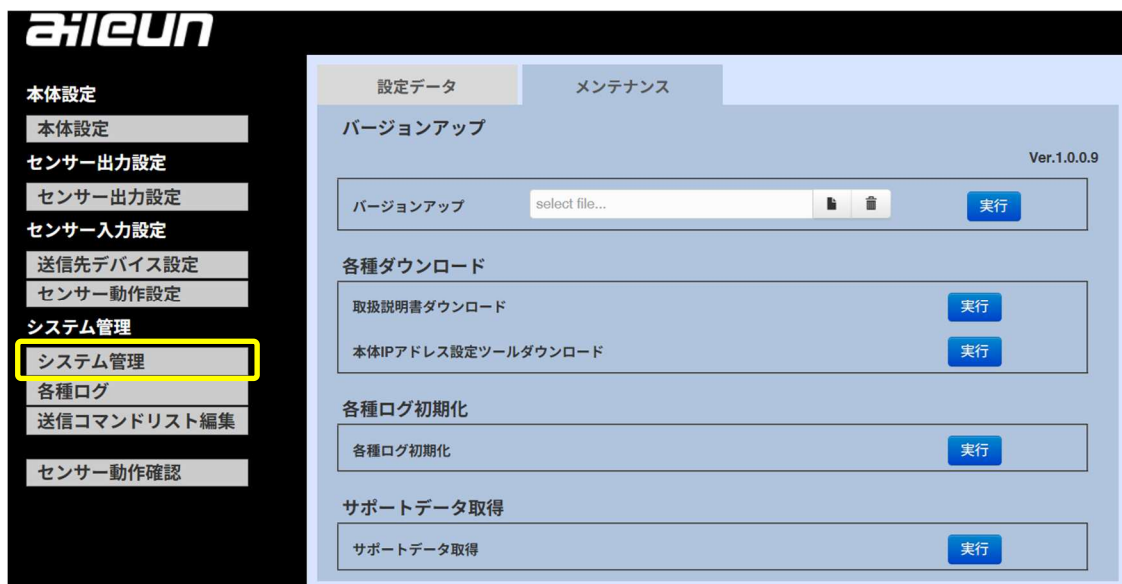 aileun
本体設定
本体設定
センサー出力設定
センサー出力設定
センサー入力設定
送信先デバイス設定
センサー動作設定
システム管理
システム管理
各種ログ
送信コマンドリスト編集
センサー動作確認
設定データ
メンテナンス
バージョンアップ
Ver.1.0.0.9
バージョンアップ
select file...
実行
各種ダウンロード
取扱説明書ダウンロード
実行
本体IPアドレス設定ツールダウンロード
実行
各種ログ初期化
各種ログ初期化
実行
サポートデータ取得
サポートデータ取得
実行